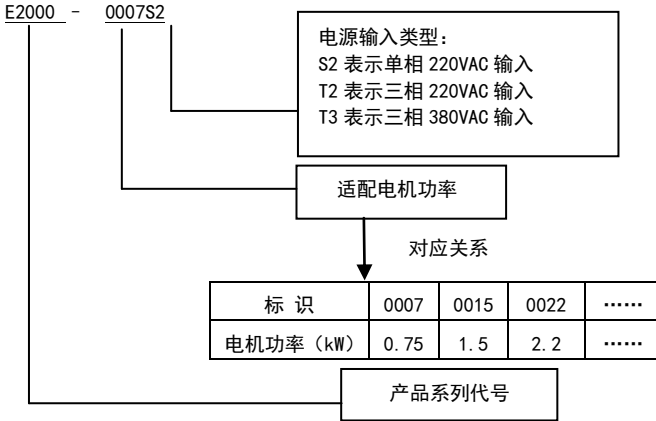 E2000 - 0007S2
电源输入类型：
S2 表示单相 220VAC 输入
T2 表示三相 220VAC 输入
T3 表示三相 380VAC 输入
适配电机功率
对应关系
标 识 0007 0015 0022 ……
电机功率（kW） 0.75 1.5 2.2 ……
产品系列代号